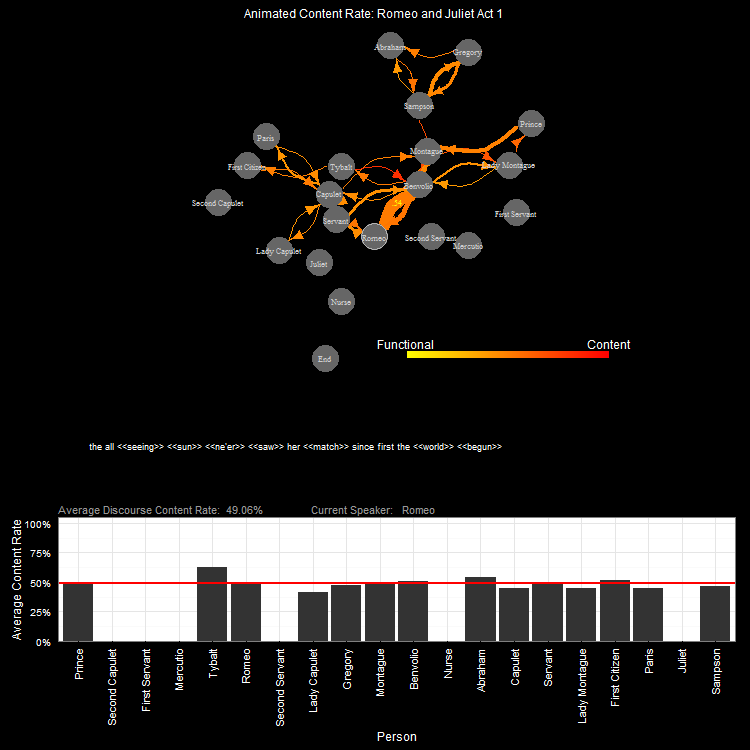 Animated Content Rate: Romeo and Juliet Act 1
Abraham
Gregory
Sampson
Prince
Paris
Montague
First Citizen
Tybalt
Lady Montague
Benvolio
Capulet
Second Capulet
54
First Servant
Servant
Romeo
Second Servant
Mercutio
Lady Capulet
Juliet
Nurse
Functional
Content
End
the all <<seeing>> <<sun>> <<ne'er>> <<saw>> her <<match>> since first the <<world>> <<begun>>
Average Discourse Content Rate: 49.06%
Current Speaker: Romeo
Average Content Rate
100%
75%
50%
25%
0%
Prince
Second Capulet
First Servant
Mercutio
Tybalt
Romeo
Second Servant
Lady Capulet
Gregory
Montague
Benvolio
Nurse
Abraham
Capulet
Servant
Lady Montague
First Citizen
Paris
Juliet
Sampson
Person